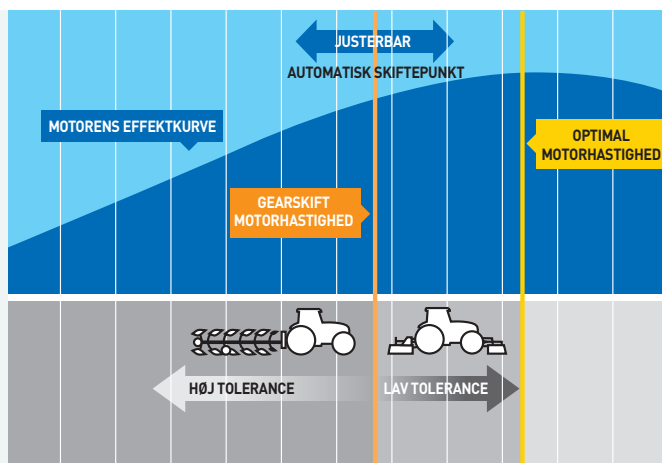 JUSTERBAR
AUTOMATISK SKIFTEPUNKT
MOTORENS EFFEKTKURVE
OPTIMAL
MOTORHASTIGHED
GEARSKIFT
MOTORHASTIGHED
HØJ TOLERANCE
LAV TOLERANCE